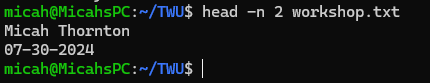 micah@MicahsPC:~/TWU$ head -n 2 workshop.txt
Micah Thornton
07-30-2024
micah@MicahsPC:~/TWU$